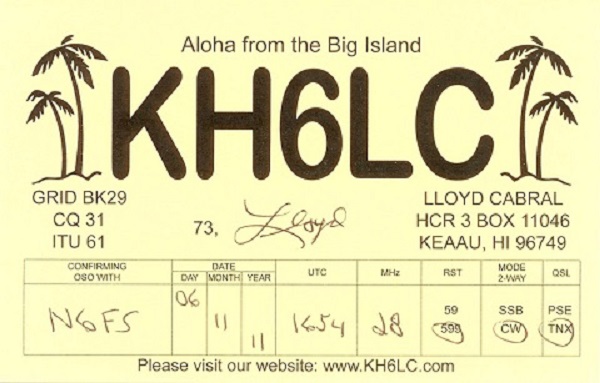 Aloha from the Big Island
KH6LC
GRID BK29
CQ 31
ITU 61
73, Lloyd
LLOYD CABRAL
HCR 3 BOX 11046
KEAAU, HI 96749
CONFIRMING QSO WITH DATE DAY MONTH YEAR UTC MHz RST MODE 2-WAY QSL
N6FS 06 11 11 1654 28 59 599 SSB CW PSE TNX
Please visit our website: www.KH6LC.com